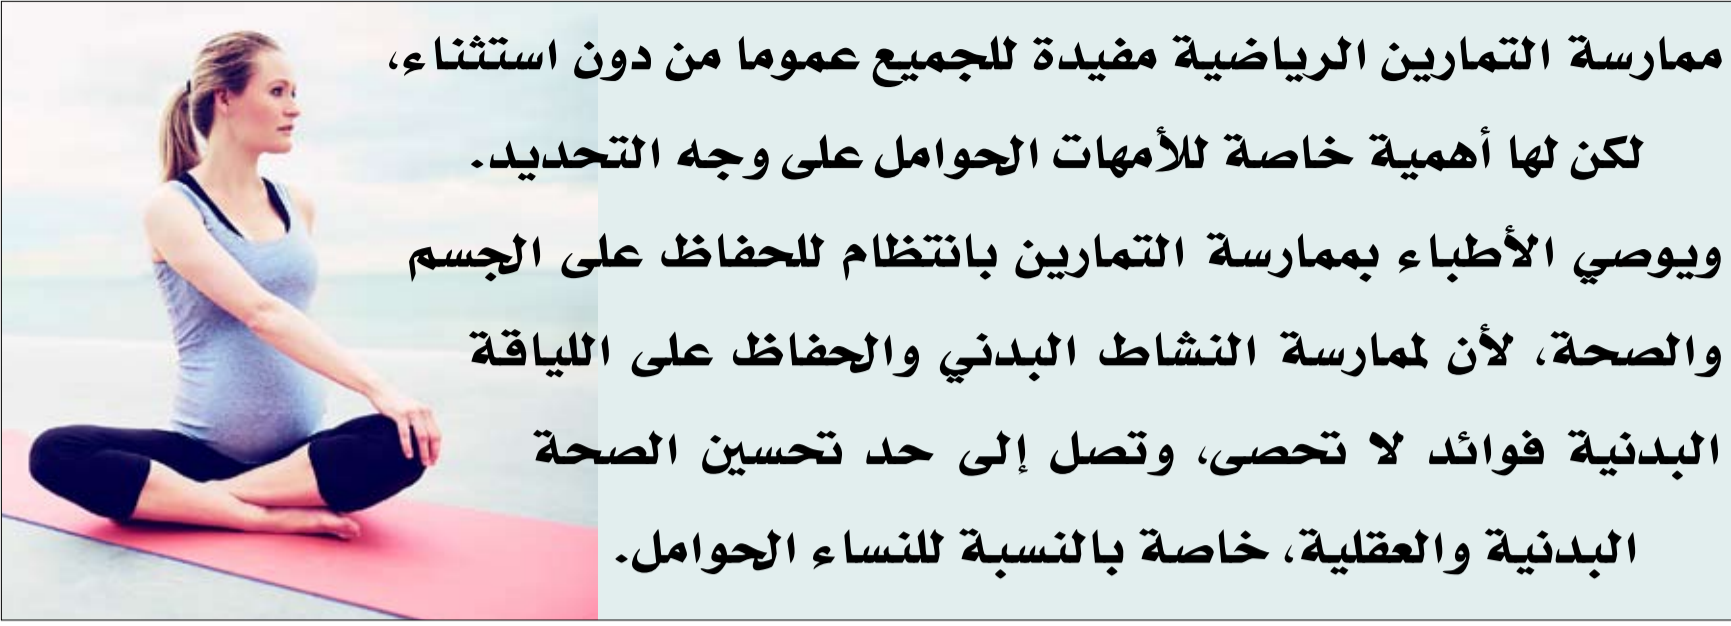 ممارسة التمارين الرياضية مفيدة للجميع عموما من دون استثناء،
لكن لها أهمية خاصة للأمهات الحوامل على وجه التحديد.
ويوصي الأطباء بممارسة التمارين بانتظام للحفاظ على الجسم
والصحة، لأن لممارسة النشاط البدني والحفاظ على اللياقة
البدنية فوائد لا تحصى، وتصل إلى حد تحسين الصحة
البدنية والعقلية، خاصة بالنسبة للنساء الحوامل.